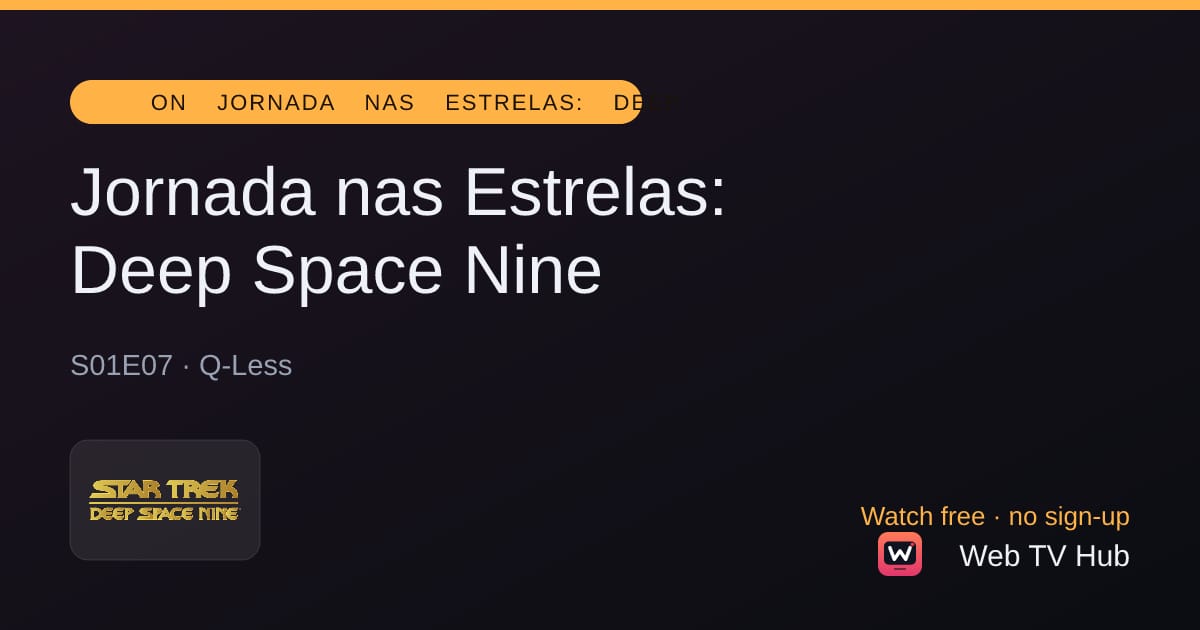 ON JORNADA NAS ESTRELAS: DEEP
Jornada nas Estrelas:
Deep Space Nine
S01E07 · Q-Less
STAR TREK
DEEP SPACE NINE
Watch free · no sign-up
W
Web TV Hub